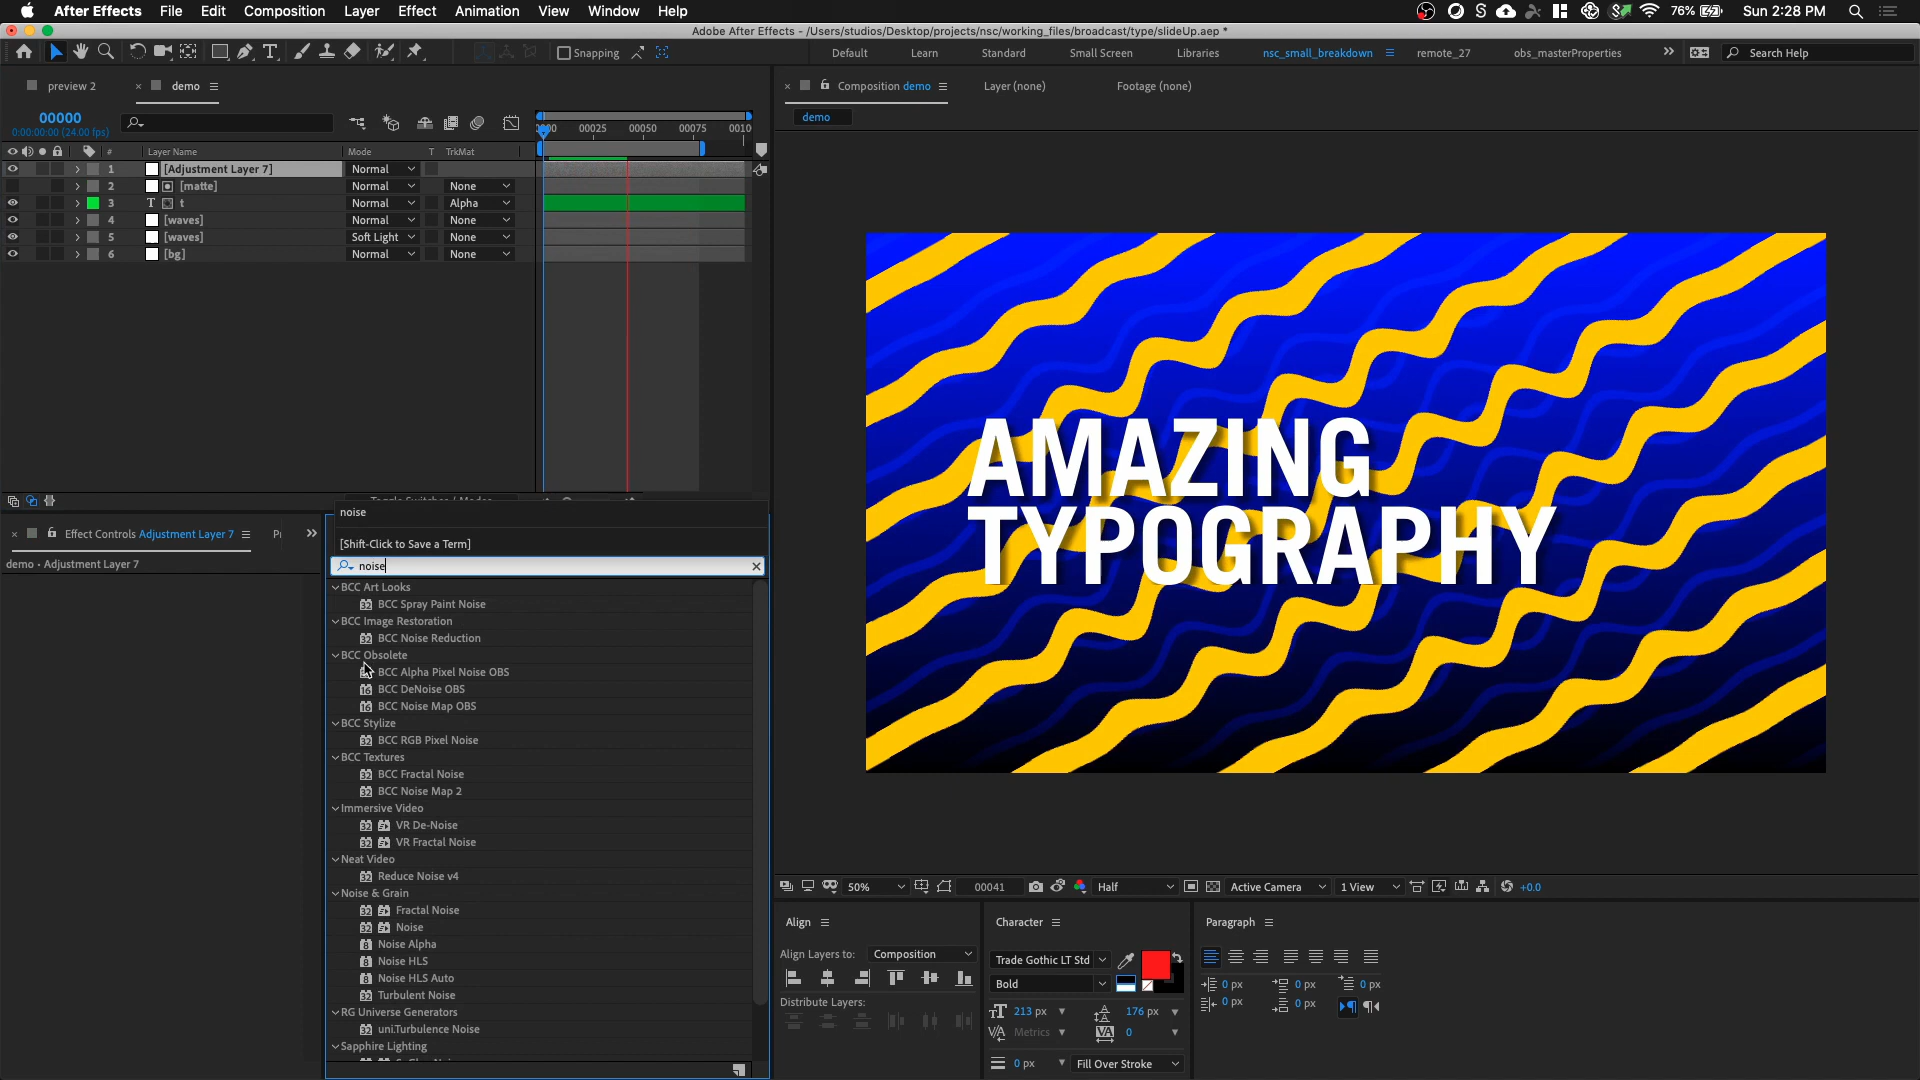 After Effects File Edit Composition Layer Effect Animation View Window Help
76% Sun 2:28 PM
Adobe After Effects - /Users/studios/Desktop/projects/nsc/working_files/broadcast/type/slideUp.aep *
Snapping Default Learn Standard Small Screen Libraries nsc_small_breakdown remote_27 obs_masterProperties Search Help
preview 2 demo
Composition demo Layer (none) Footage (none)
demo
00000
0:00:00:00 (24.00 fps)
00025 00050 00075 0010
# Layer Name Mode T TrkMat
1 [Adjustment Layer 7] Normal
2 [matte] Normal None
3 T t Normal Alpha
4 [waves] Normal None
5 [waves] Soft Light None
6 [bg] Normal None
AMAZING
TYPOGRAPHY
noise
Effect Controls Adjustment Layer 7
demo • Adjustment Layer 7
[Shift-Click to Save a Term]
noise
BCC Art Looks
BCC Spray Paint Noise
BCC Image Restoration
BCC Noise Reduction
BCC Obsolete
BCC Alpha Pixel Noise OBS
BCC DeNoise OBS
BCC Noise Map OBS
BCC Stylize
BCC RGB Pixel Noise
BCC Textures
BCC Fractal Noise
BCC Noise Map 2
Immersive Video
VR De-Noise
VR Fractal Noise
Neat Video
Reduce Noise v4
Noise & Grain
Fractal Noise
Noise
Noise Alpha
Noise HLS
Noise HLS Auto
Turbulent Noise
RG Universe Generators
uni.Turbulence Noise
Sapphire Lighting
50% 00041 Half Active Camera 1 View +0.0
Align
Align Layers to: Composition
Distribute Layers:
Character
Trade Gothic LT Std
Bold
213 px 176 px
Metrics 0
0 px Fill Over Stroke
Paragraph
0 px 0 px 0 px
0 px 0 px